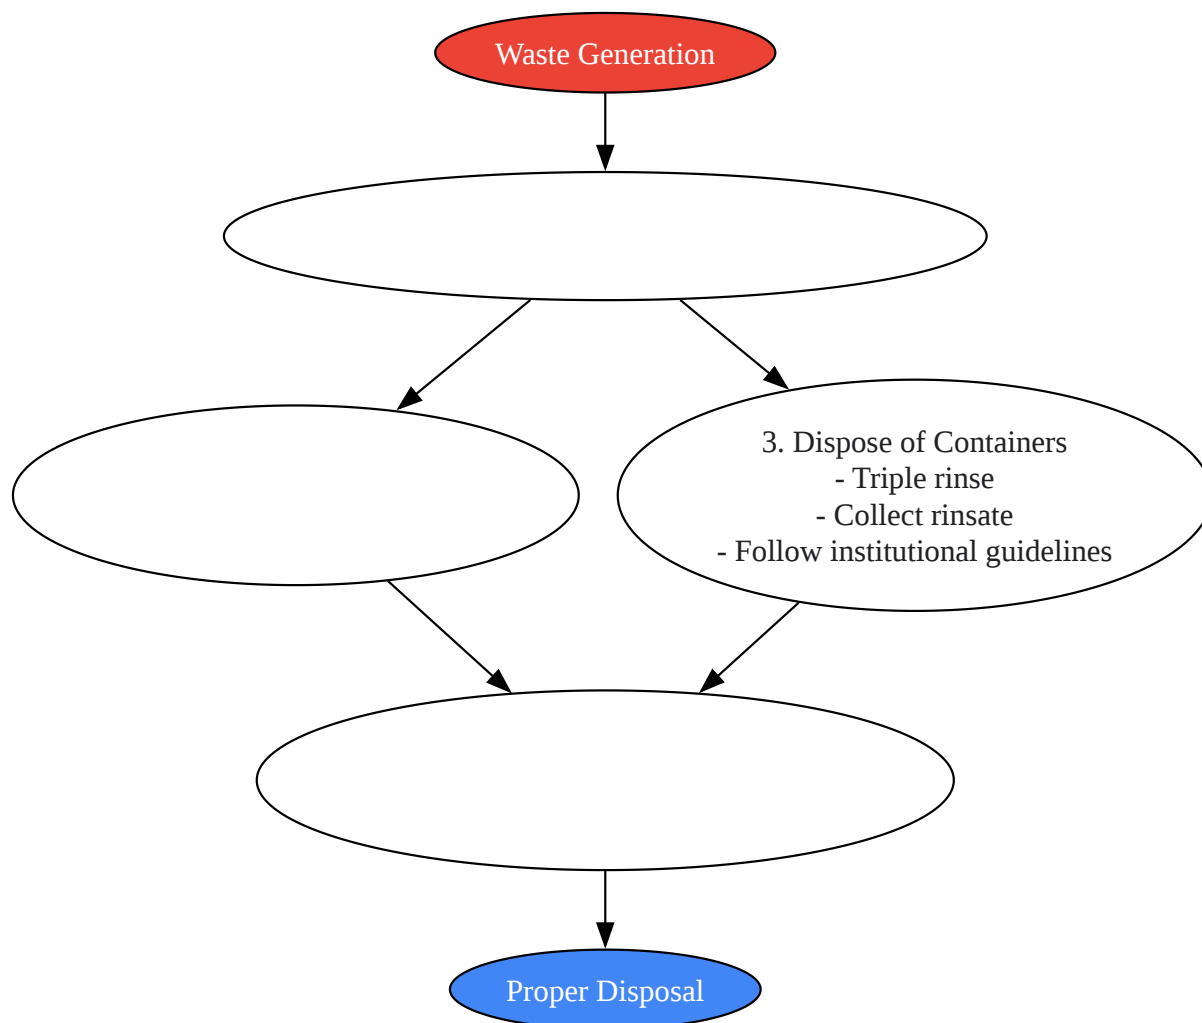 Waste Generation
3. Dispose of Containers
- Triple rinse
- Collect rinsate
- Follow institutional guidelines
Proper Disposal